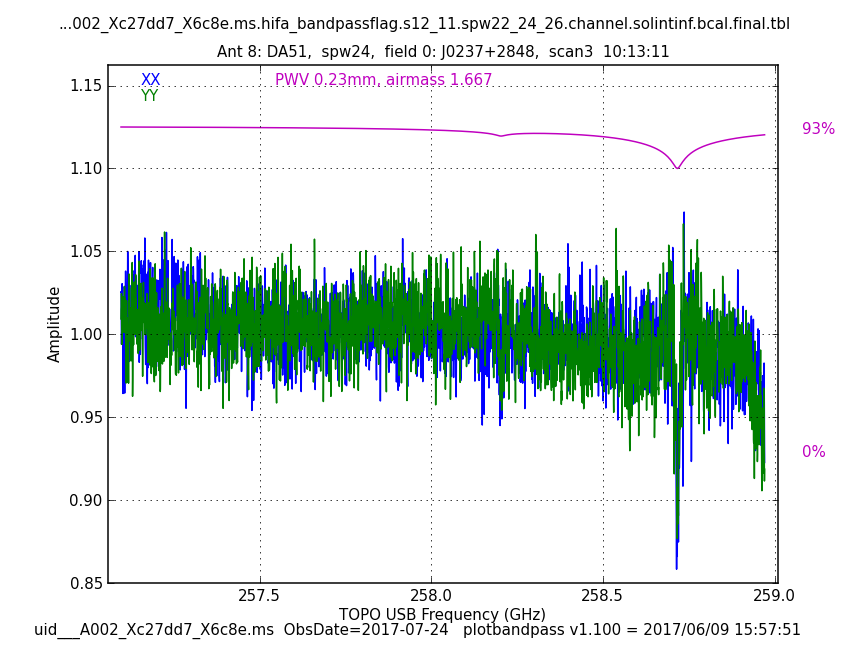 ...002_Xc27dd7_X6c8e.ms.hifa_bandpassflag.s12_11.spw22_24_26.channel.solintinf.bcal.final.tbl
Ant 8: DA51, spw24, field 0: J0237+2848, scan3 10:13:11
XX
PWV 0.23mm, airmass 1.667
YY
1.15
1.10
1.05
1.00
0.95
0.90
0.85
Amplitude
93%
0%
257.5
258.0
258.5
259.0
TOPO USB Frequency (GHz)
uid___A002_Xc27dd7_X6c8e.ms ObsDate=2017-07-24 plotbandpass v1.100 = 2017/06/09 15:57:51